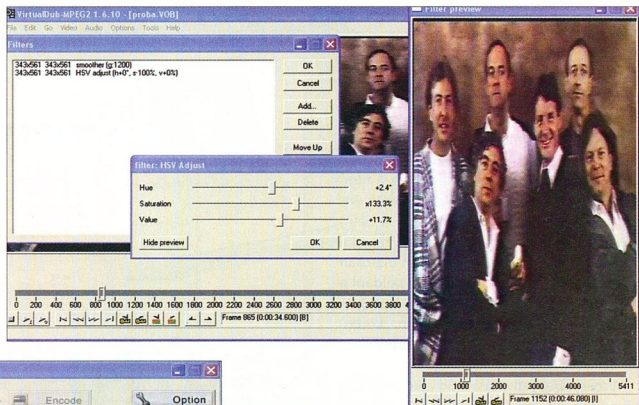 VirtualDub-MPEG2 1.6.10 - [proba.VOB]
File Edit Go Video Audio Options Tools Help
Filters
343x561 343x561 smoother (g:1200)
343x561 343x561 HSV adjust (h+0°, s·100%, v+0%)
OK
Cancel
Add...
Delete
Move Up
filter: HSV Adjust
Hue +2.4°
Saturation x133.3%
Value +11.7%
Hide preview OK Cancel
0 200 400 600 800 1000 1200 1400 1600 1800 2000 2200 2400 2600 2800 3000 3200 3400 3600 3800
Frame 865 (0:00:34.600) [B]
Filter preview
0 1000 2000 3000 4000 5411
Frame 1152 (0:00:46.080) [I]
Encode Option